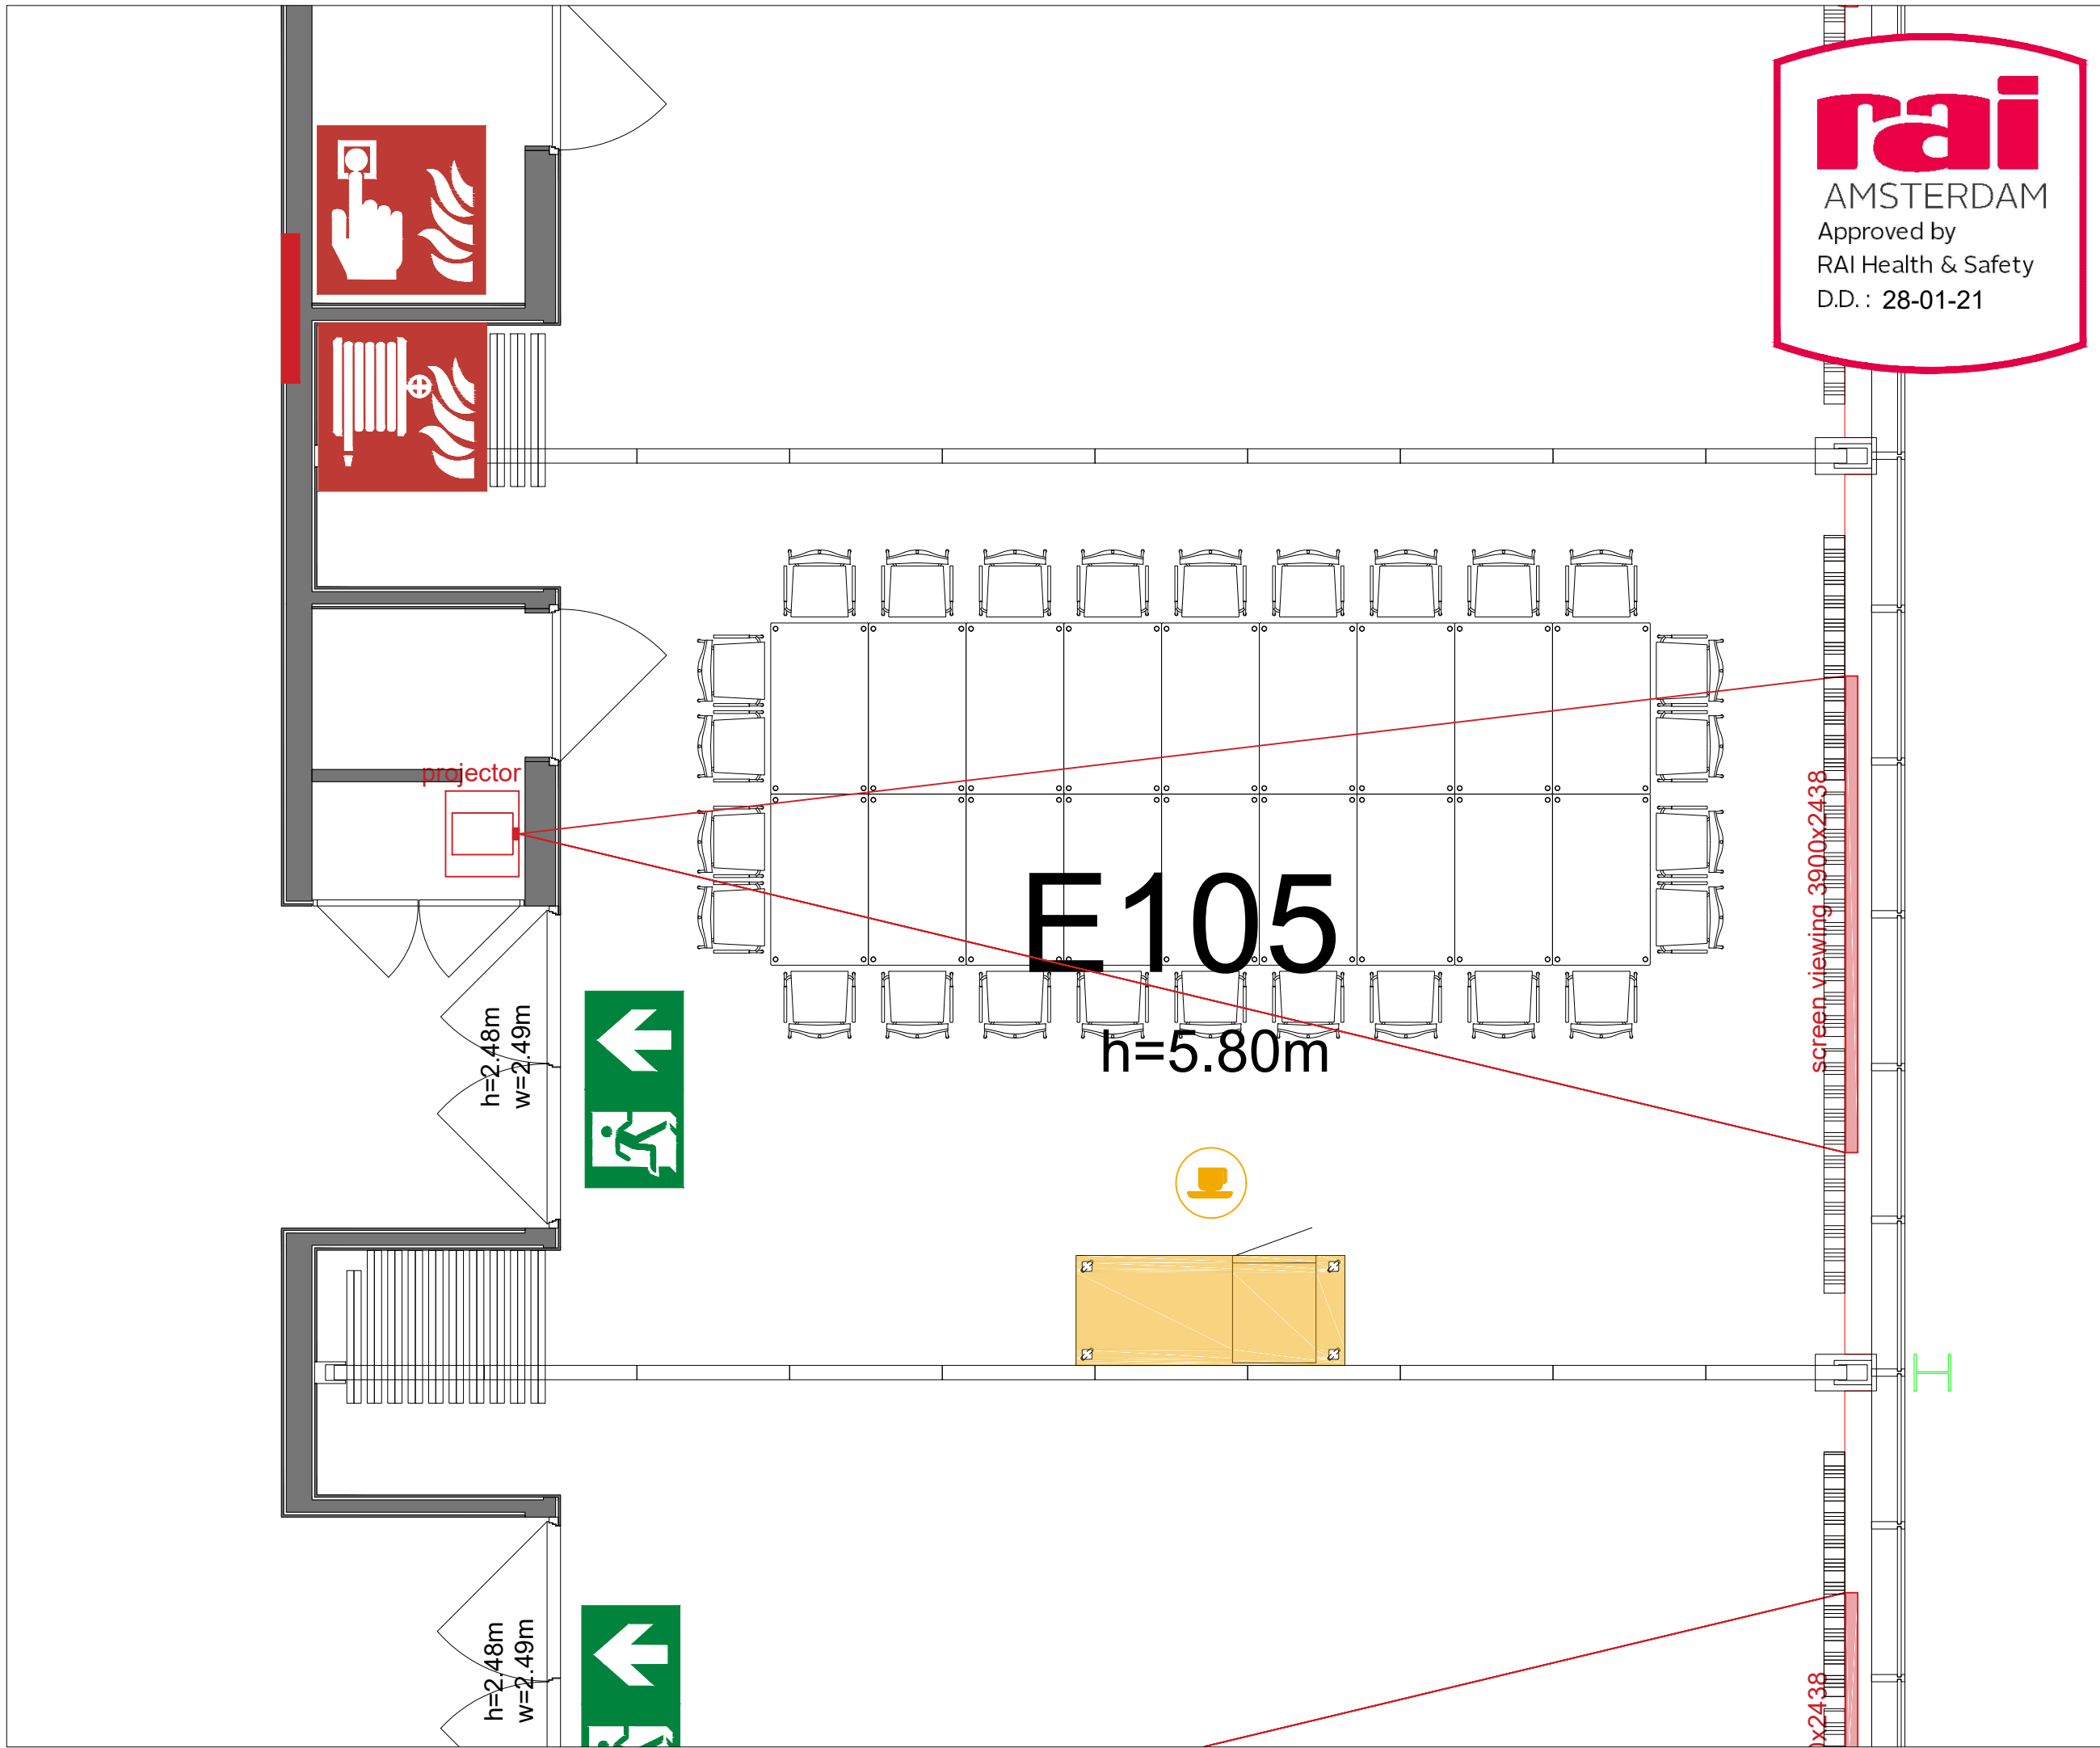 rai
AMSTERDAM
Approved by
RAI Health & Safety
D.D. : 28-01-21
projector
screen viewing 3900x2438
E105
h=5.80m
h=2.48m
w=2.49m
h=2.48m
w=2.49m
x2438